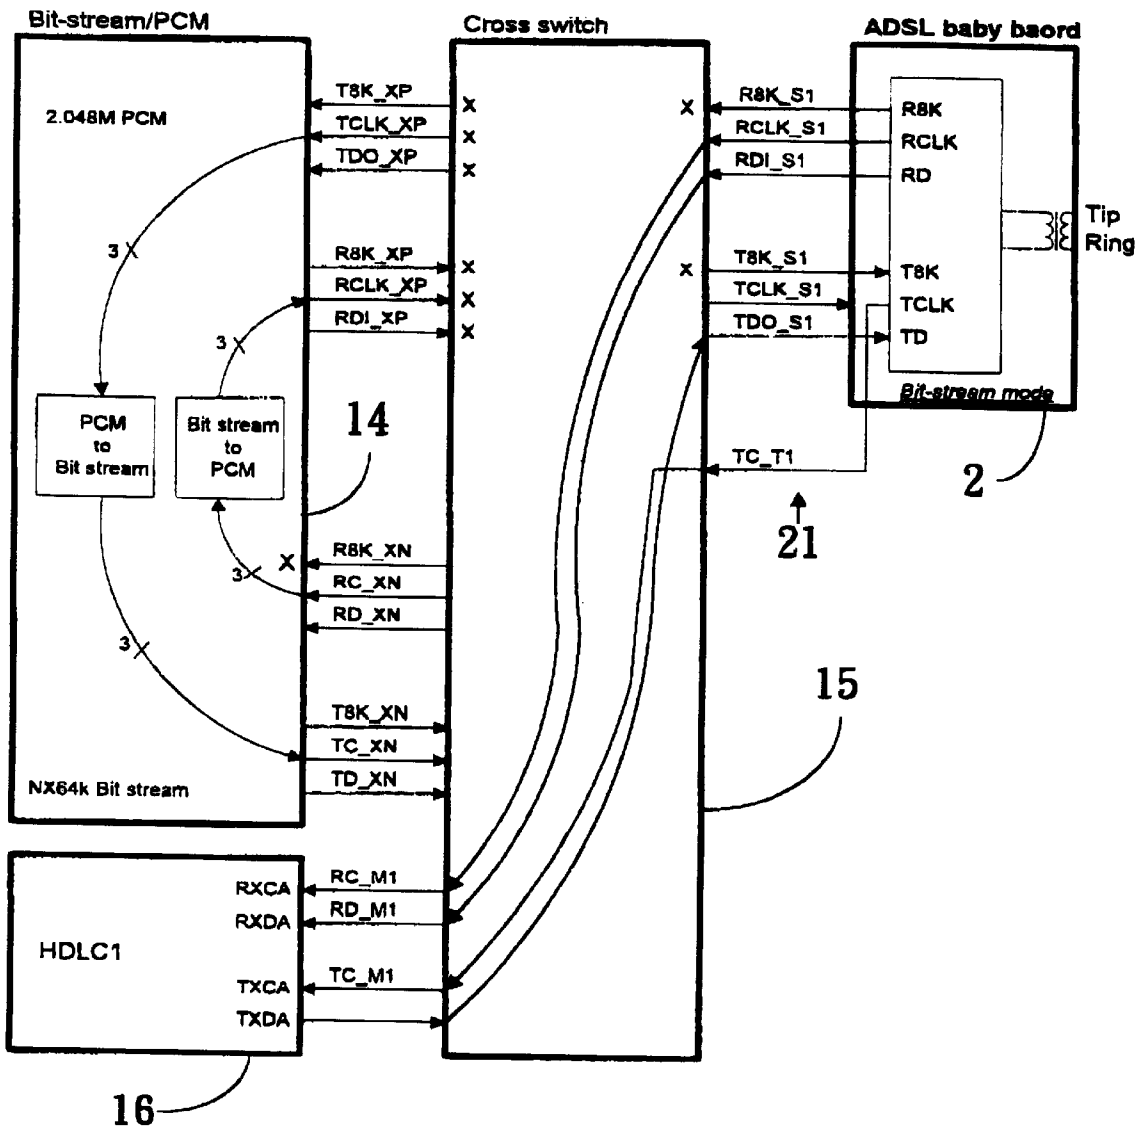 Bit-stream/PCM
Cross switch
ADSL baby baord
2.048M PCM
T8K_XP
TCLK_XP
TDO_XP
R8K_XP
RCLK_XP
RDI_XP
3
3
PCM
to
Bit stream
Bit stream
to
PCM
14
3
3
R8K_XN
RC_XN
RD_XN
T8K_XN
TC_XN
TD_XN
NX64k Bit stream
X
X
X
X
X
X
X
X
X
R8K_S1
RCLK_S1
RDI_S1
T8K_S1
TCLK_S1
TDO_S1
R8K
RCLK
RD
T8K
TCLK
TD
Tip
Ring
Bit-stream mode
2
TC_T1
21
15
HDLC1
RXCA
RXDA
TXCA
TXDA
RC_M1
RD_M1
TC_M1
16